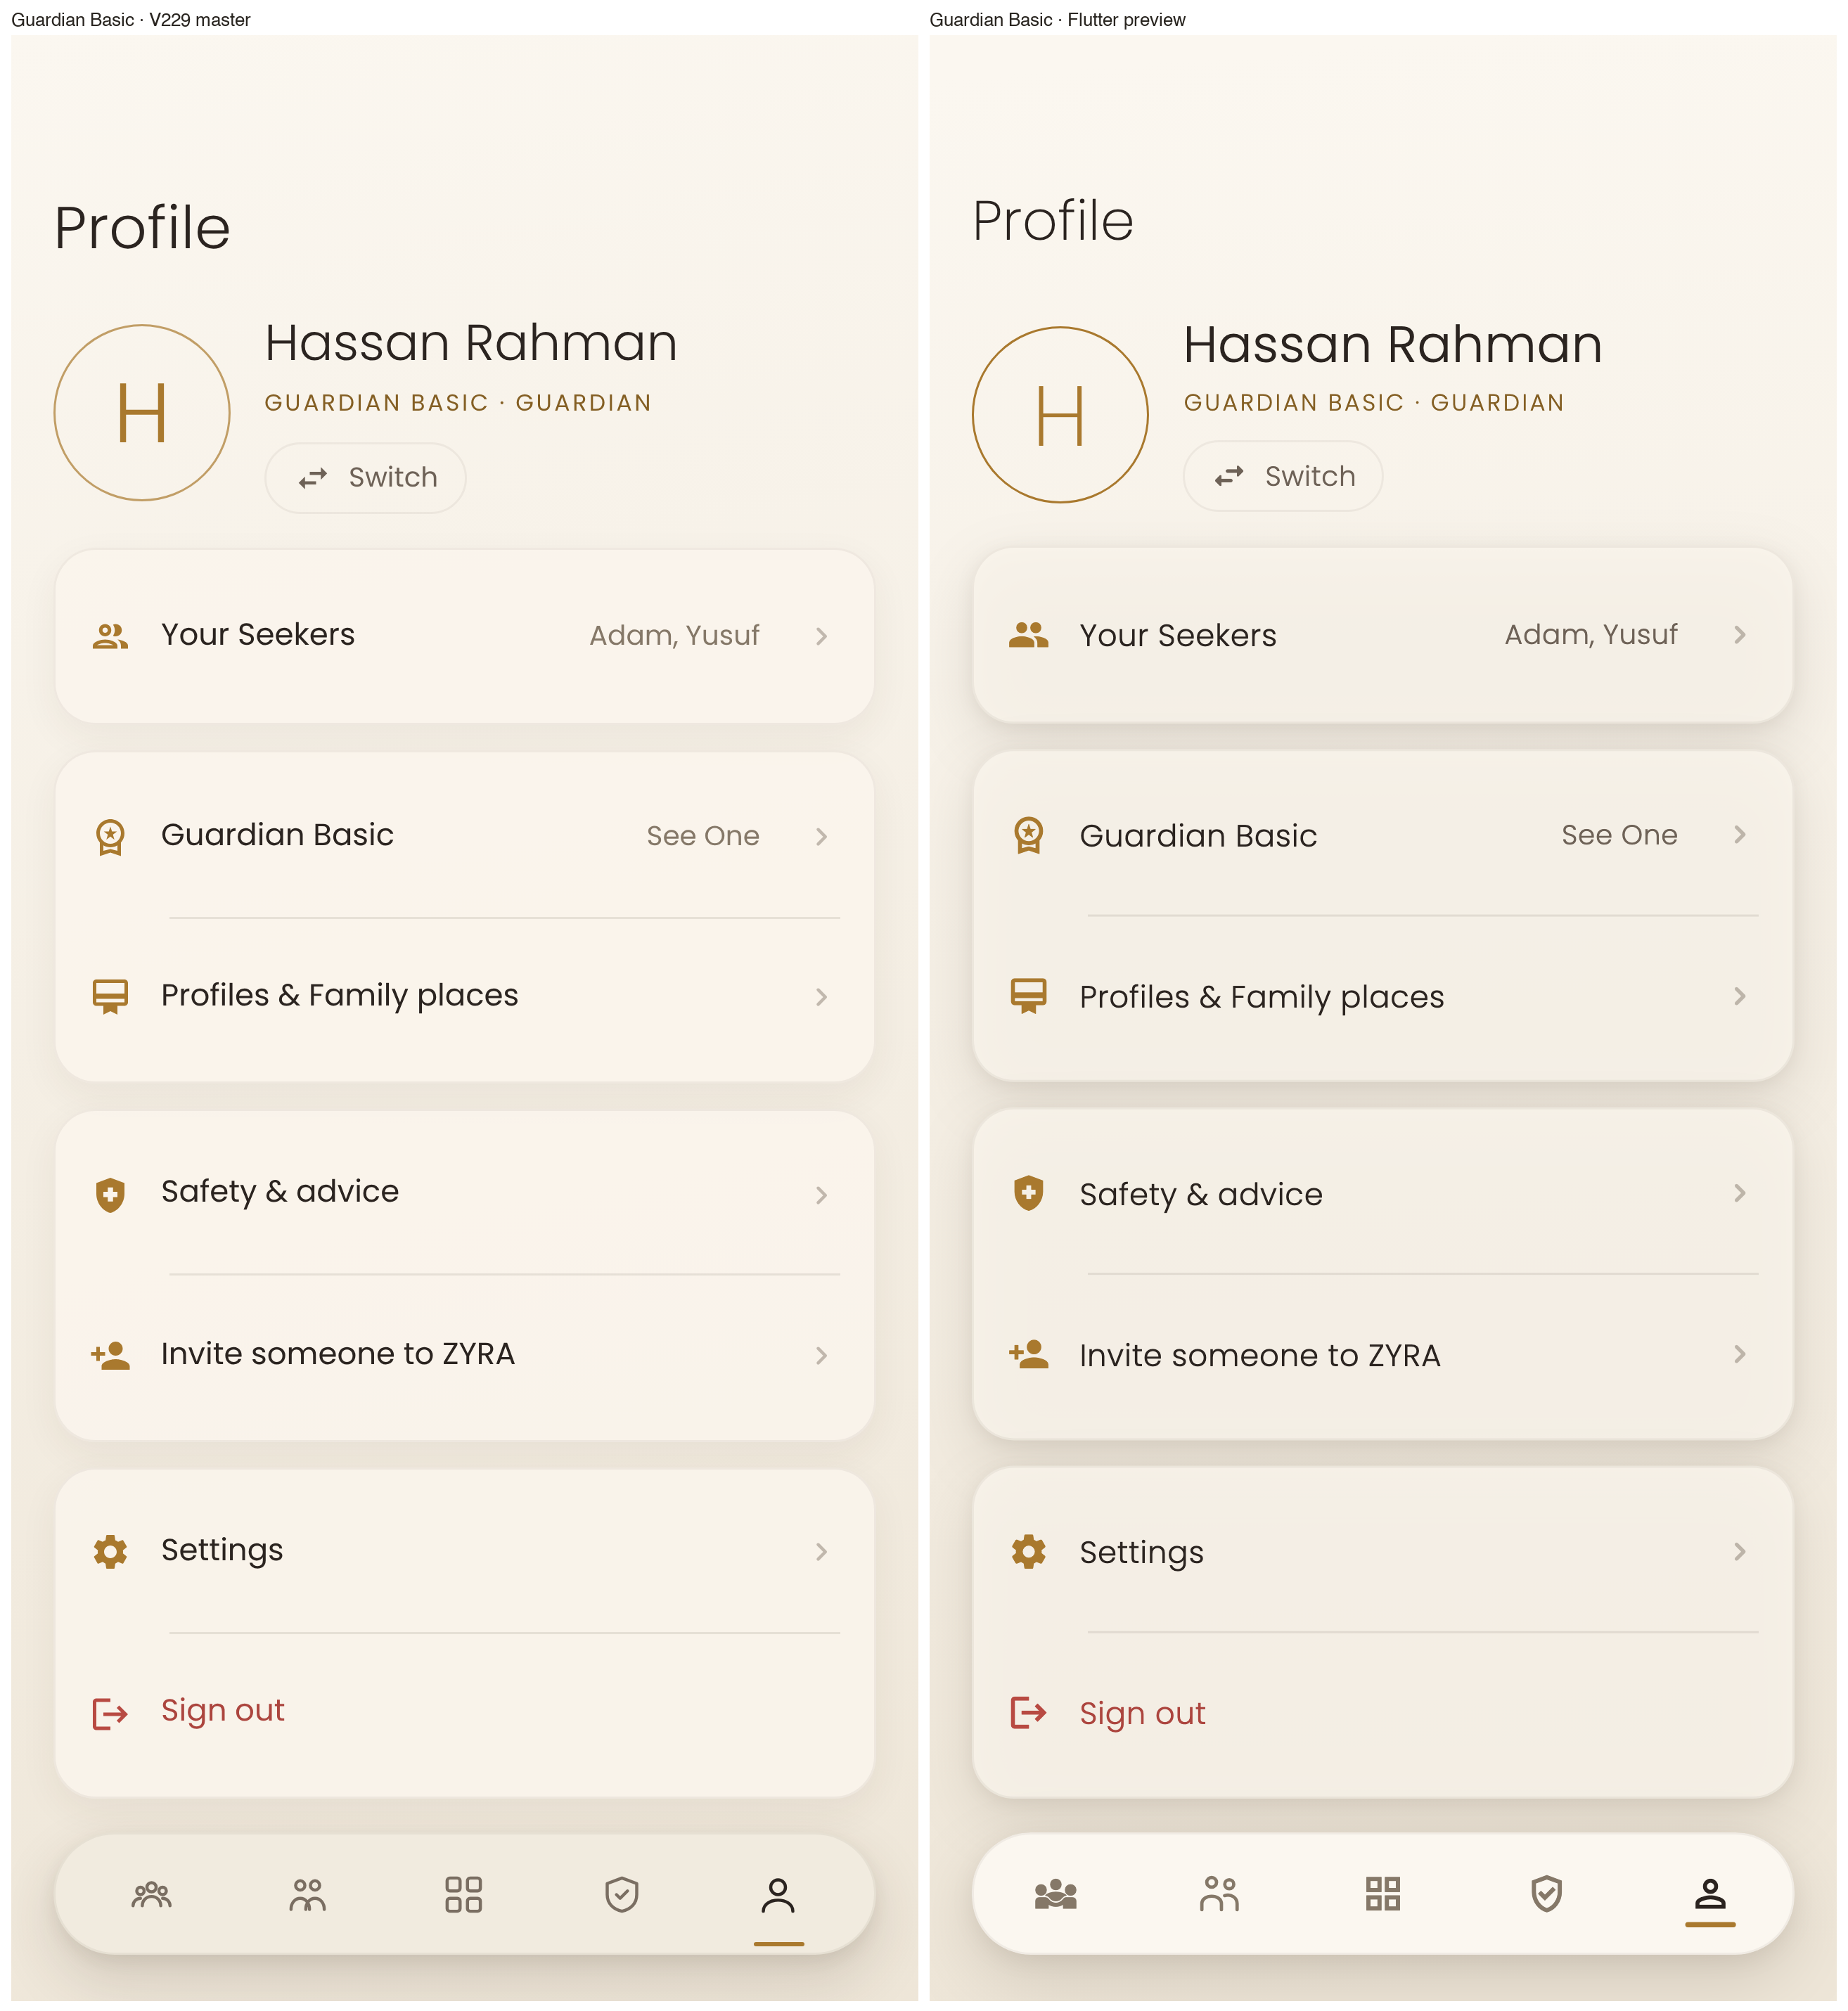 Guardian Basic · V229 master
Profile
H
Hassan Rahman
GUARDIAN BASIC · GUARDIAN
Switch
Your Seekers Adam, Yusuf
Guardian Basic See One
Profiles & Family places
Safety & advice
Invite someone to ZYRA
Settings
Sign out
Guardian Basic · Flutter preview
Profile
H
Hassan Rahman
GUARDIAN BASIC · GUARDIAN
Switch
Your Seekers Adam, Yusuf
Guardian Basic See One
Profiles & Family places
Safety & advice
Invite someone to ZYRA
Settings
Sign out